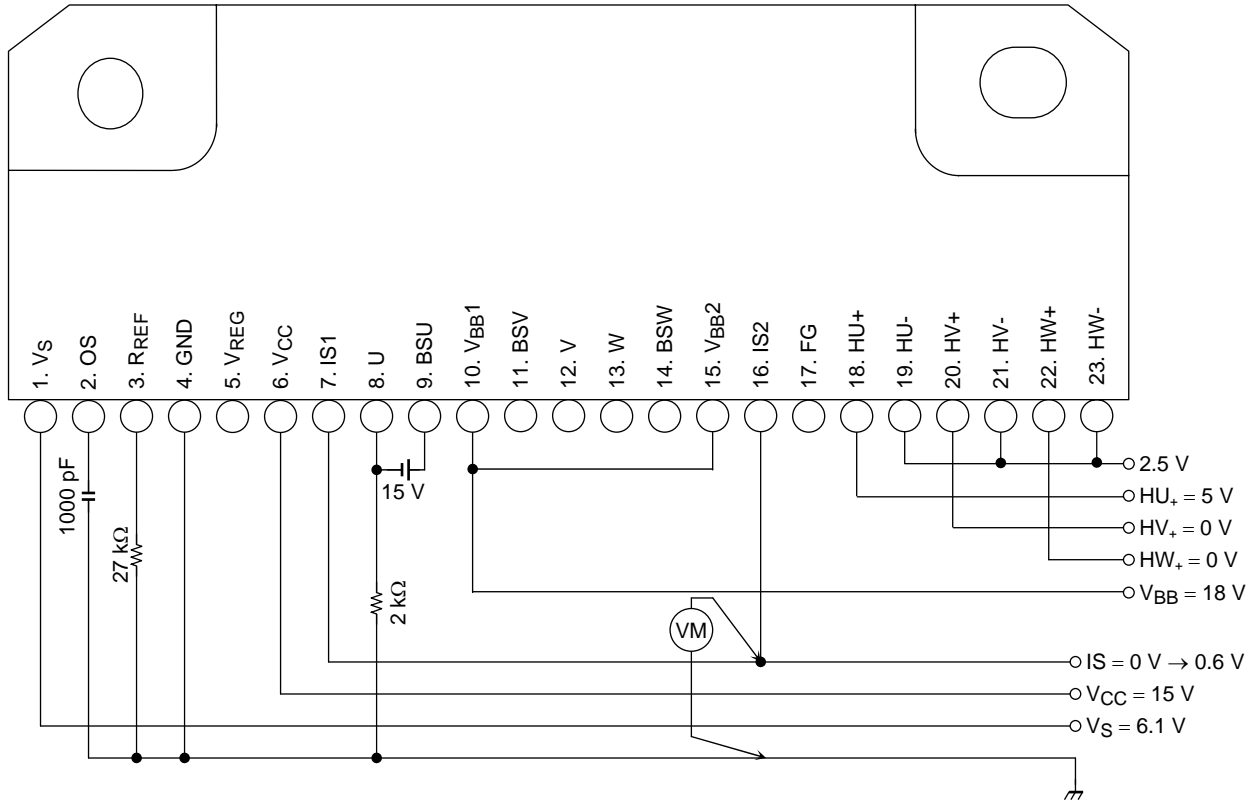 1. VS
2. OS
3. RREF
4. GND
5. VREG
6. VCC
7. IS1
8. U
9. BSU
10. VBB1
11. BSV
12. V
13. W
14. BSW
15. VBB2
16. IS2
17. FG
18. HU+
19. HU-
20. HV+
21. HV-
22. HW+
23. HW-
1000 pF
27 kΩ
15 V
2 kΩ
VM
2.5 V
HU+ = 5 V
HV+ = 0 V
HW+ = 0 V
VBB = 18 V
IS = 0 V → 0.6 V
VCC = 15 V
VS = 6.1 V